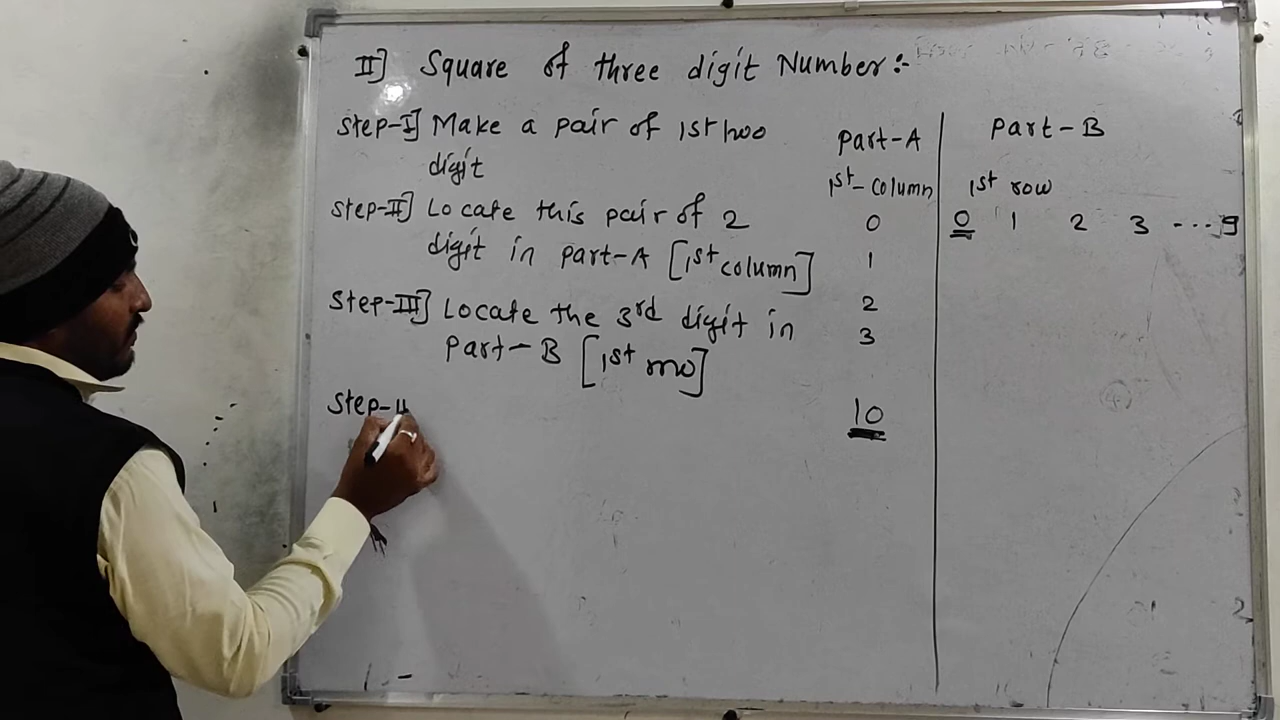 II] Square of three digit Number:-
Step-I] Make a pair of 1st two
digit
Step-II] Locate this pair of 2
digit in part-A [1st column]
Step-III] Locate the 3rd digit in
Part-B [1st row]
Step-II
Part-A
1st-column
0
1
2
3
10
Part-B
1st row
0 1 2 3 ---9